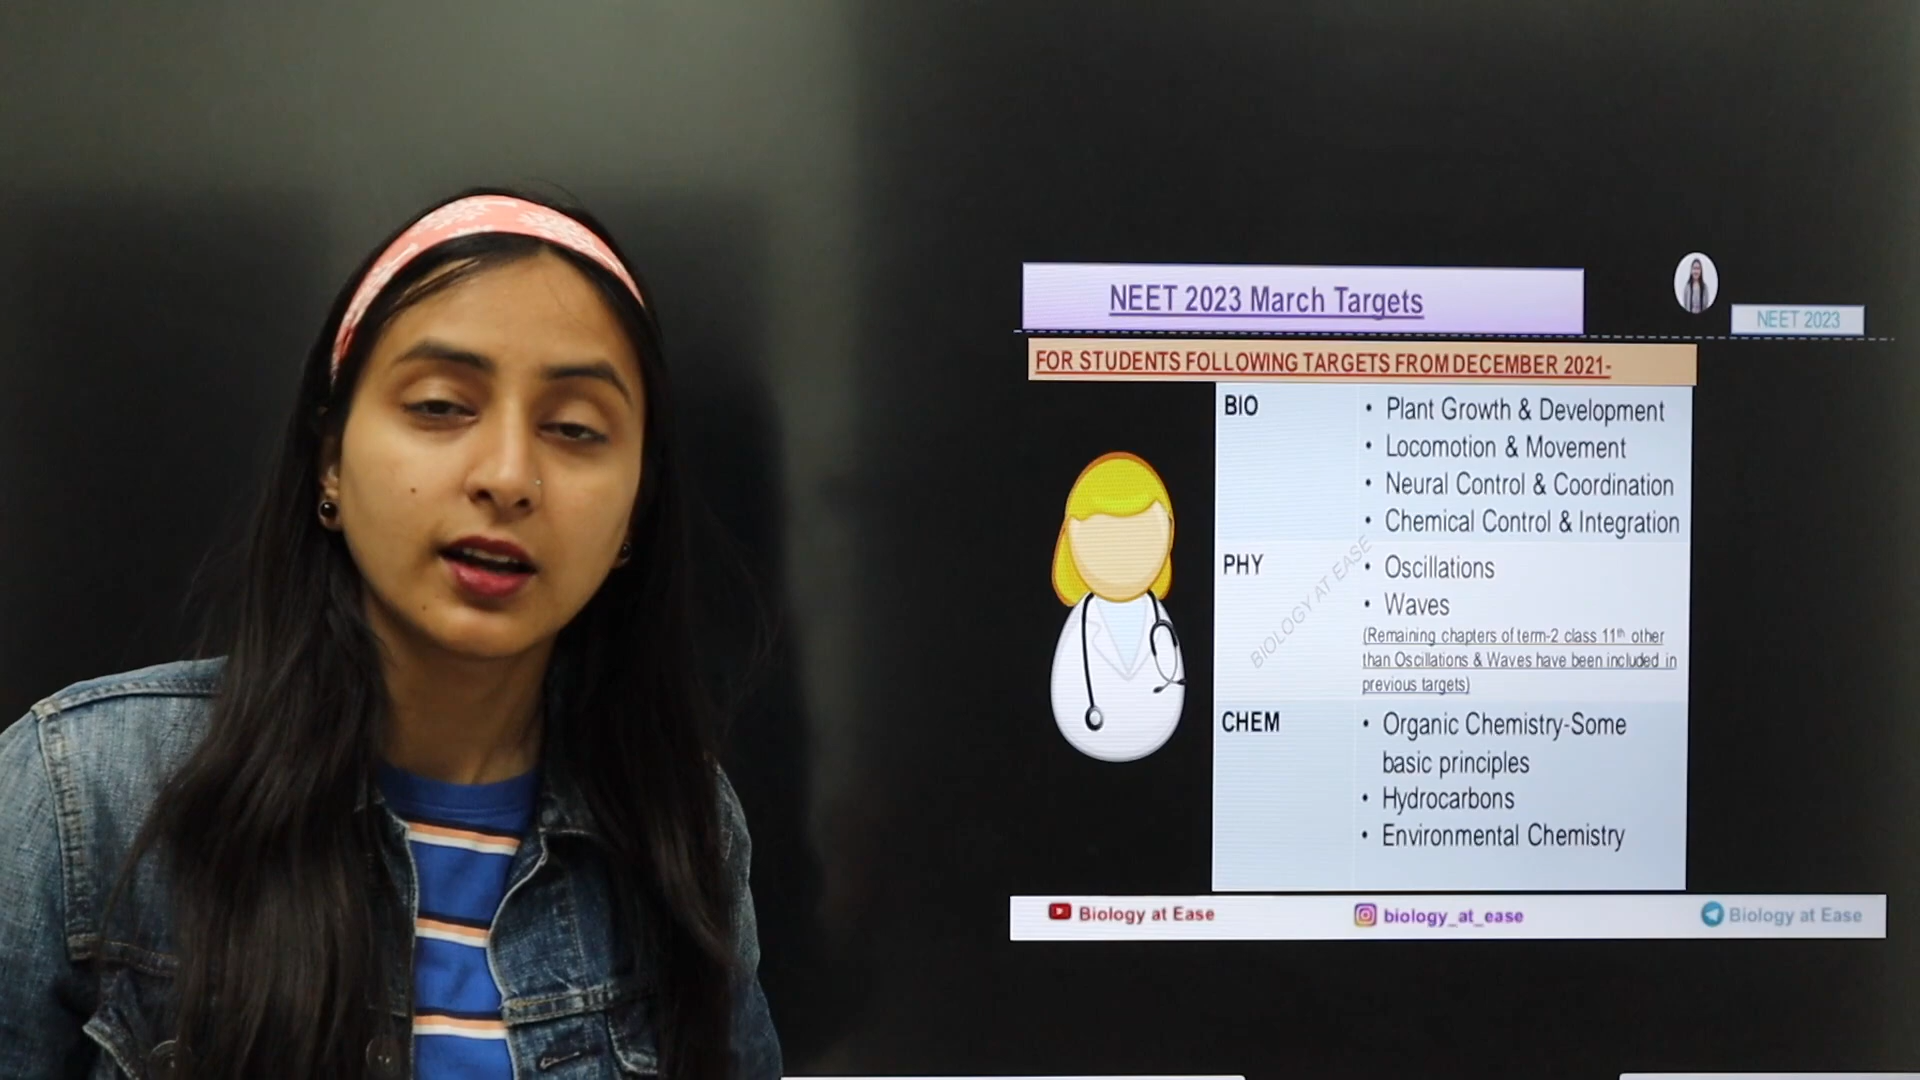 NEET 2023 March Targets
NEET 2023
FOR STUDENTS FOLLOWING TARGETS FROM DECEMBER 2021-
BIO
• Plant Growth & Development
• Locomotion & Movement
• Neural Control & Coordination
• Chemical Control & Integration
PHY
• Oscillations
• Waves
(Remaining chapters of term-2 class 11th other
than Oscillations & Waves have been included in
previous targets)
CHEM
• Organic Chemistry-Some
basic principles
• Hydrocarbons
• Environmental Chemistry
BIOLOGY AT EASE
Biology at Ease
biology_at_ease
Biology at Ease